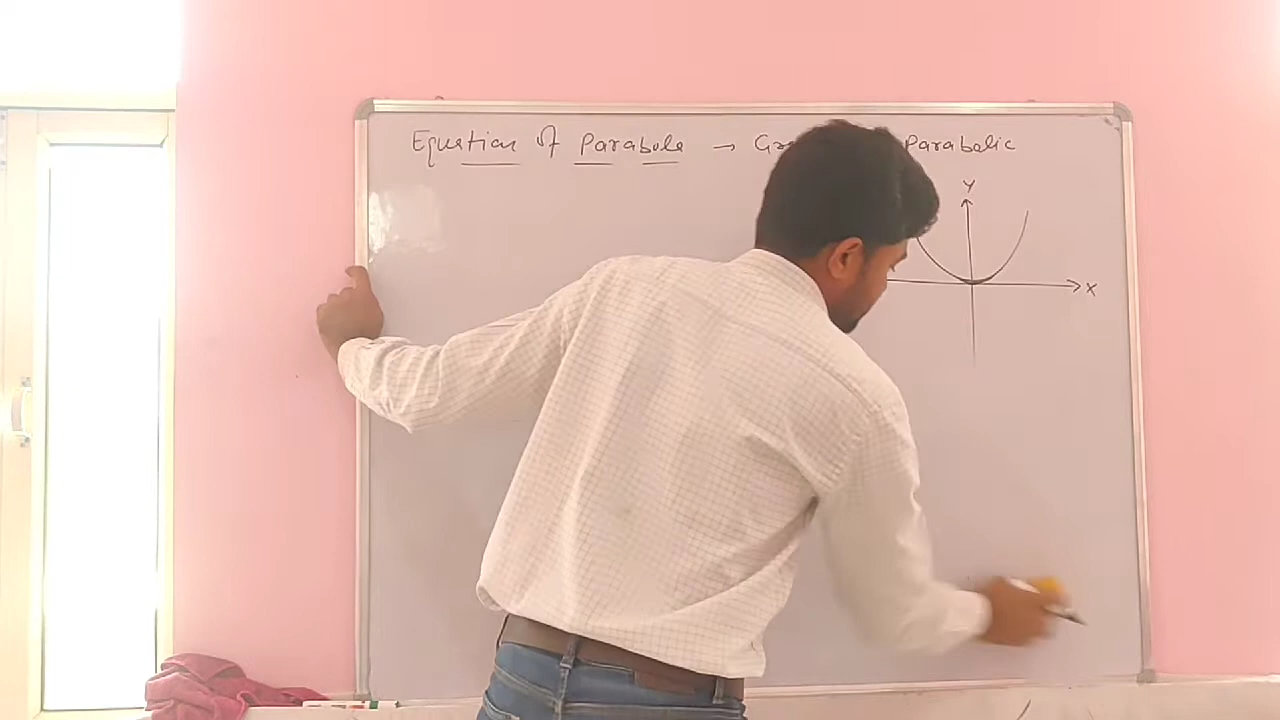 Equation of Parabola → Parabolic
Y
X